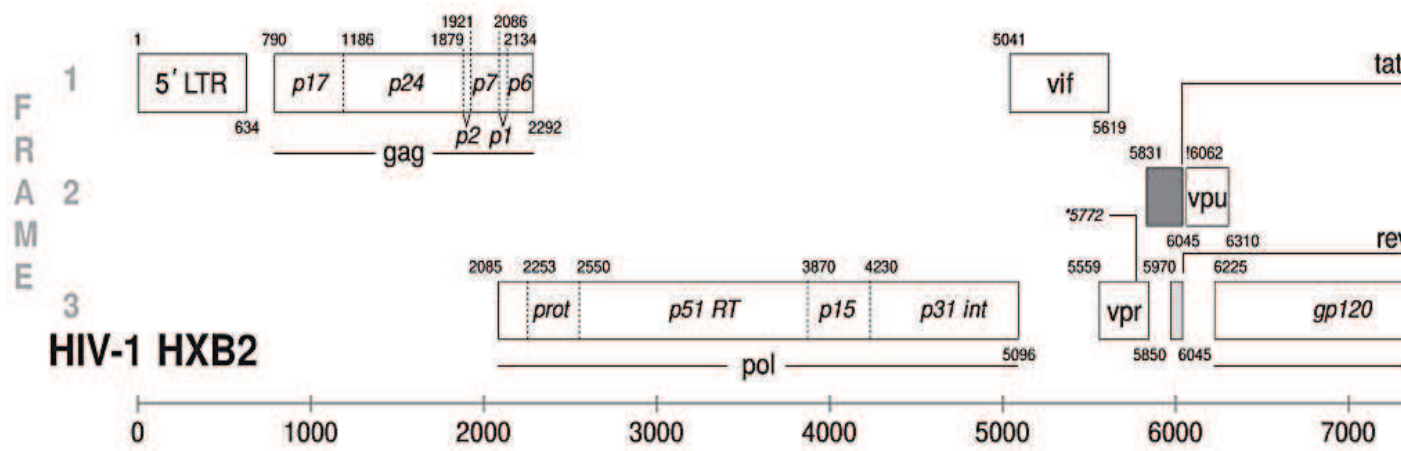 1921 2086
1 790 1186 1879 2134 5041
1 5′ LTR p17 p24 p7 p6 vif tat
634 p2 p1 2292 5619
gag
5831 !6062
2 vpu
*5772
6045 6310 rev
2085 2253 2550 3870 4230 5559 5970 6225
3 prot p51 RT p15 p31 int vpr gp120
5096 5850 6045
pol
FRAME
HIV-1 HXB2
0 1000 2000 3000 4000 5000 6000 7000